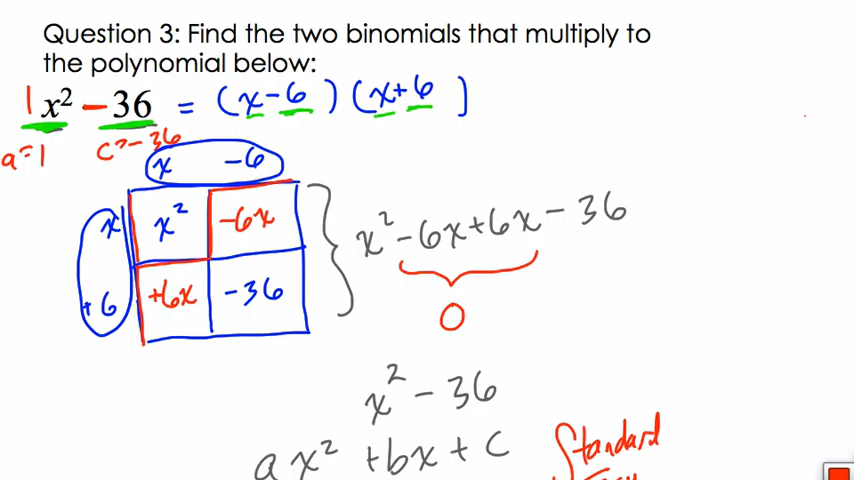 Question 3: Find the two binomials that multiply to
the polynomial below:
1x² - 36 = (x - 6) (x + 6)
a=1 c=-36
x -6
x x² -6x
+6 +6x -36
x² - 6x + 6x - 36
0
x² - 36
ax² + bx + c Standard